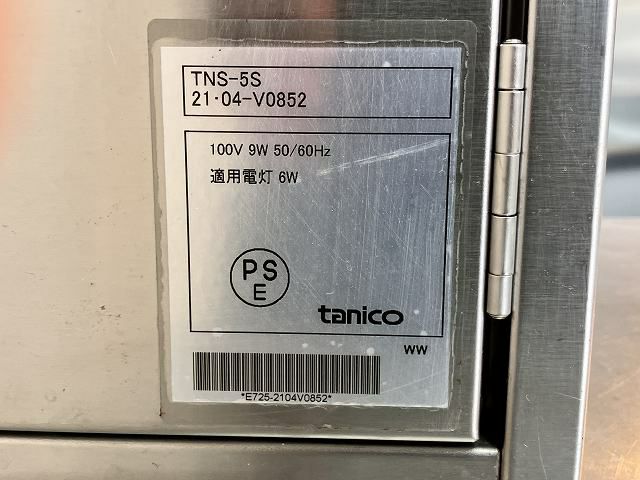 TNS-5S
21·04-V0852
100V 9W 50/60Hz
適用電灯 6W
PS
E
tanico
WW
*E725-2104V0852*